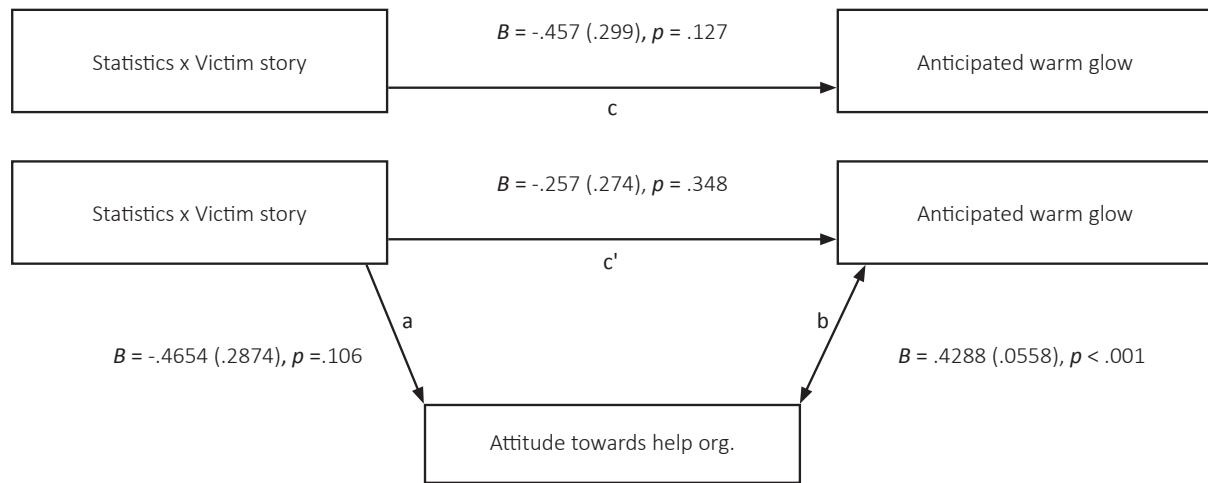 B = -.457 (.299), p = .127
Statistics x Victim story
Anticipated warm glow
c
B = -.257 (.274), p = .348
Statistics x Victim story
Anticipated warm glow
c'
a
b
B = -.4654 (.2874), p =.106
B = .4288 (.0558), p < .001
Attitude towards help org.